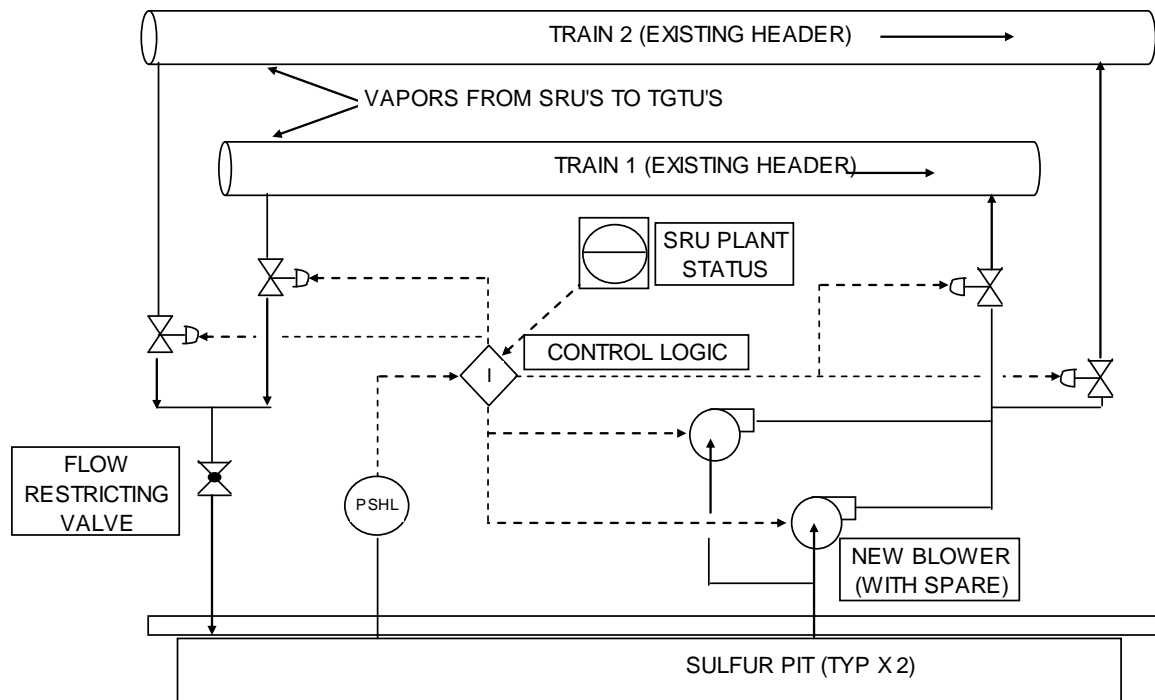 TRAIN 2 (EXISTING HEADER)
VAPORS FROM SRU'S TO TGTU'S
TRAIN 1 (EXISTING HEADER)
SRU PLANT
STATUS
CONTROL LOGIC
I
FLOW
RESTRICTING
VALVE
PSHL
NEW BLOWER
(WITH SPARE)
SULFUR PIT (TYP X 2)